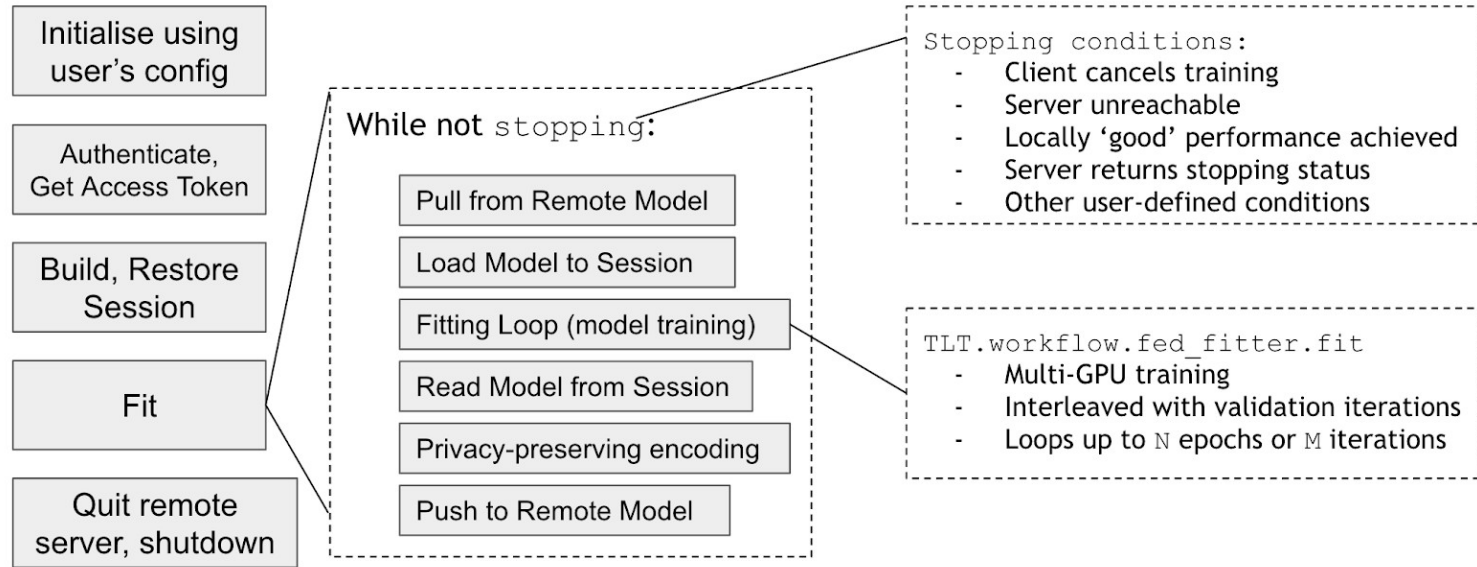 Initialise using
user's config
Authenticate,
Get Access Token
Build, Restore
Session
Fit
Quit remote
server, shutdown
While not stopping:
Pull from Remote Model
Load Model to Session
Fitting Loop (model training)
Read Model from Session
Privacy-preserving encoding
Push to Remote Model
Stopping conditions:
- Client cancels training
- Server unreachable
- Locally ‘good’ performance achieved
- Server returns stopping status
- Other user-defined conditions
TLT.workflow.fed_fitter.fit
- Multi-GPU training
- Interleaved with validation iterations
- Loops up to N epochs or M iterations